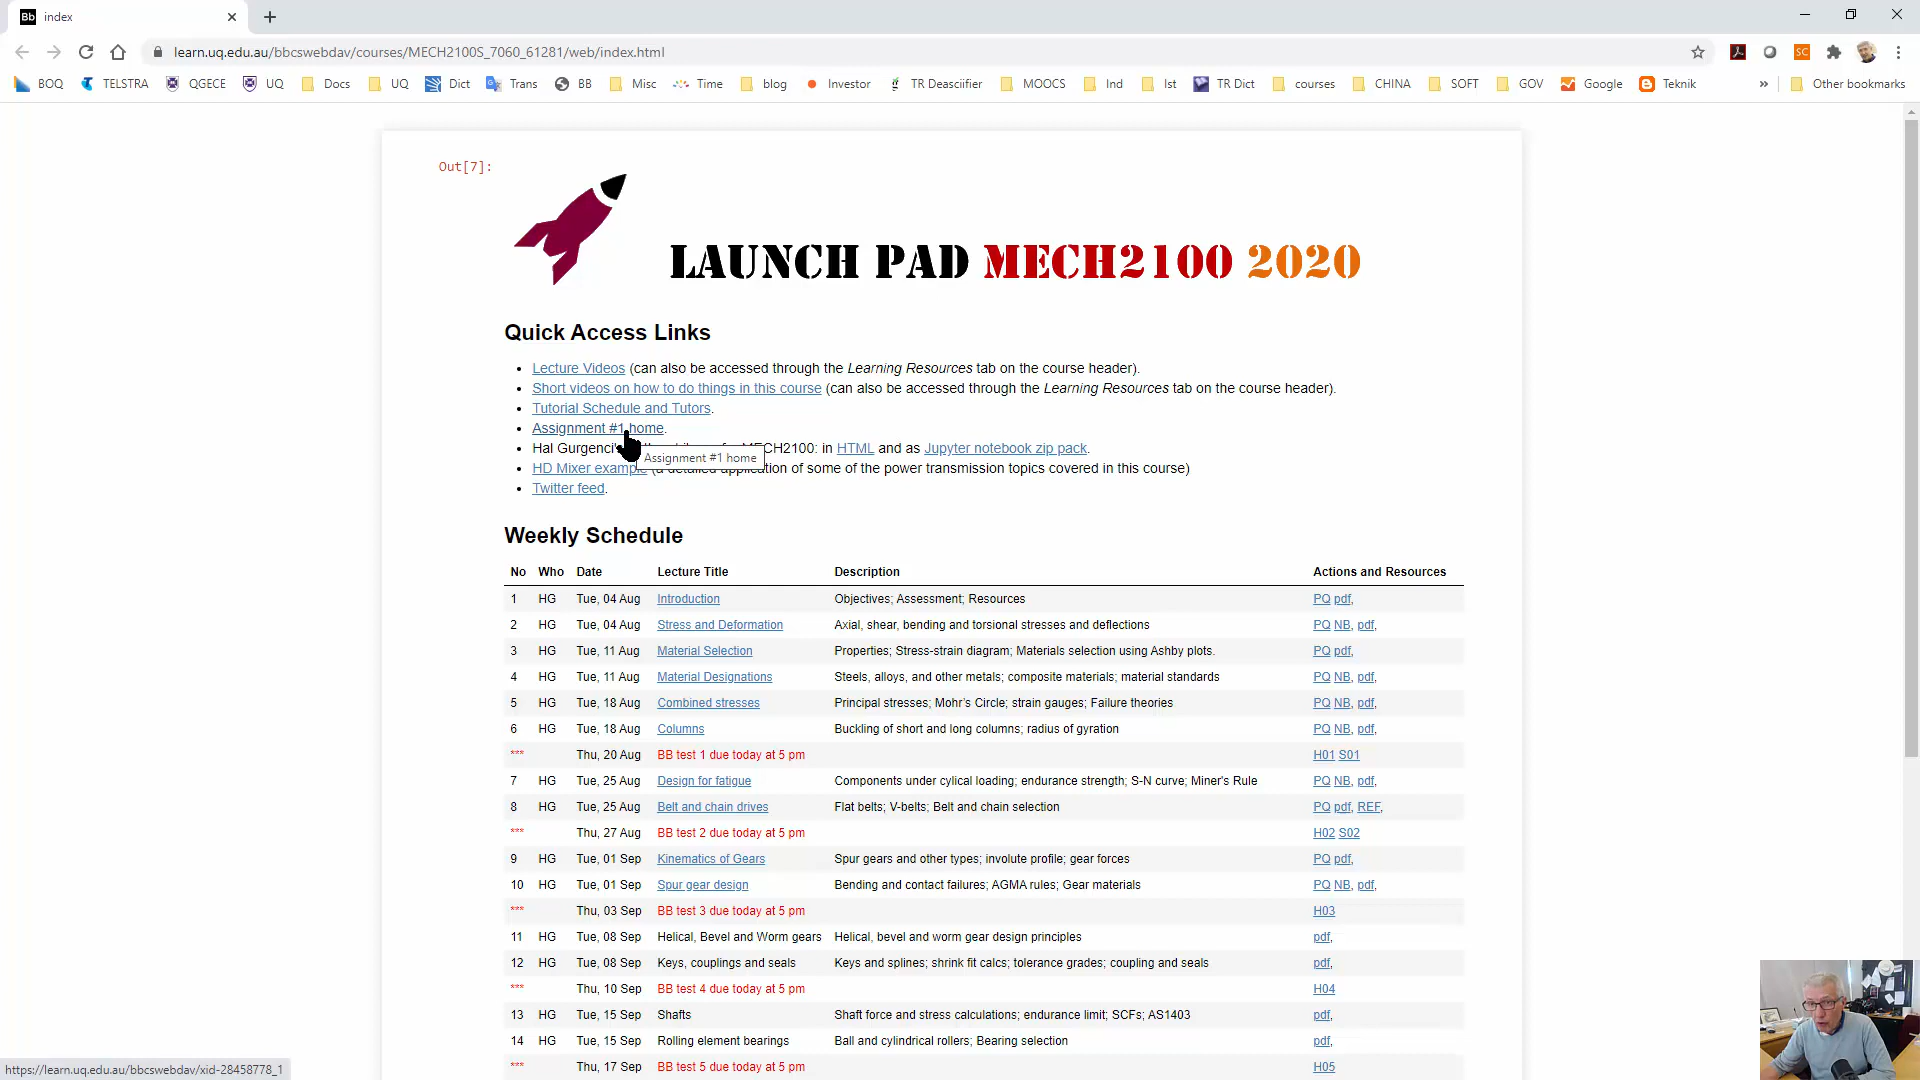 Bb index
learn.uq.edu.au/bbcswebdav/courses/MECH2100S_7060_61281/web/index.html
BOQ TELSTRA QGECE UQ Docs UQ Dict Trans BB Misc Time blog Investor TR Deasciifier MOOCS Ind Ist TR Dict courses CHINA SOFT GOV Google Teknik » Other bookmarks
Out[7]:
LAUNCH PAD MECH2100 2020
Quick Access Links
Lecture Videos (can also be accessed through the Learning Resources tab on the course header).
Short videos on how to do things in this course (can also be accessed through the Learning Resources tab on the course header).
Tutorial Schedule and Tutors.
Assignment #1 home.
Hal Gurgenci's MECH2100: in HTML and as Jupyter notebook zip pack.
Assignment #1 home
HD Mixer example (a detailed application of some of the power transmission topics covered in this course)
Twitter feed.
Weekly Schedule
No Who Date Lecture Title Description Actions and Resources
1 HG Tue, 04 Aug Introduction Objectives; Assessment; Resources PQ pdf,
2 HG Tue, 04 Aug Stress and Deformation Axial, shear, bending and torsional stresses and deflections PQ NB, pdf,
3 HG Tue, 11 Aug Material Selection Properties; Stress-strain diagram; Materials selection using Ashby plots. PQ pdf,
4 HG Tue, 11 Aug Material Designations Steels, alloys, and other metals; composite materials; material standards PQ NB, pdf,
5 HG Tue, 18 Aug Combined stresses Principal stresses; Mohr's Circle; strain gauges; Failure theories PQ NB, pdf,
6 HG Tue, 18 Aug Columns Buckling of short and long columns; radius of gyration PQ NB, pdf,
*** Thu, 20 Aug BB test 1 due today at 5 pm H01 S01
7 HG Tue, 25 Aug Design for fatigue Components under cylical loading; endurance strength; S-N curve; Miner's Rule PQ NB, pdf,
8 HG Tue, 25 Aug Belt and chain drives Flat belts; V-belts; Belt and chain selection PQ pdf, REF,
*** Thu, 27 Aug BB test 2 due today at 5 pm H02 S02
9 HG Tue, 01 Sep Kinematics of Gears Spur gears and other types; involute profile; gear forces PQ pdf,
10 HG Tue, 01 Sep Spur gear design Bending and contact failures; AGMA rules; Gear materials PQ NB, pdf,
*** Thu, 03 Sep BB test 3 due today at 5 pm H03
11 HG Tue, 08 Sep Helical, Bevel and Worm gears Helical, bevel and worm gear design principles pdf,
12 HG Tue, 08 Sep Keys, couplings and seals Keys and splines; shrink fit calcs; tolerance grades; coupling and seals pdf,
*** Thu, 10 Sep BB test 4 due today at 5 pm H04
13 HG Tue, 15 Sep Shafts Shaft force and stress calculations; endurance limit; SCFs; AS1403 pdf,
14 HG Tue, 15 Sep Rolling element bearings Ball and cylindrical rollers; Bearing selection pdf,
*** Thu, 17 Sep BB test 5 due today at 5 pm H05
https://learn.uq.edu.au/bbcswebdav/xid-28458778_1